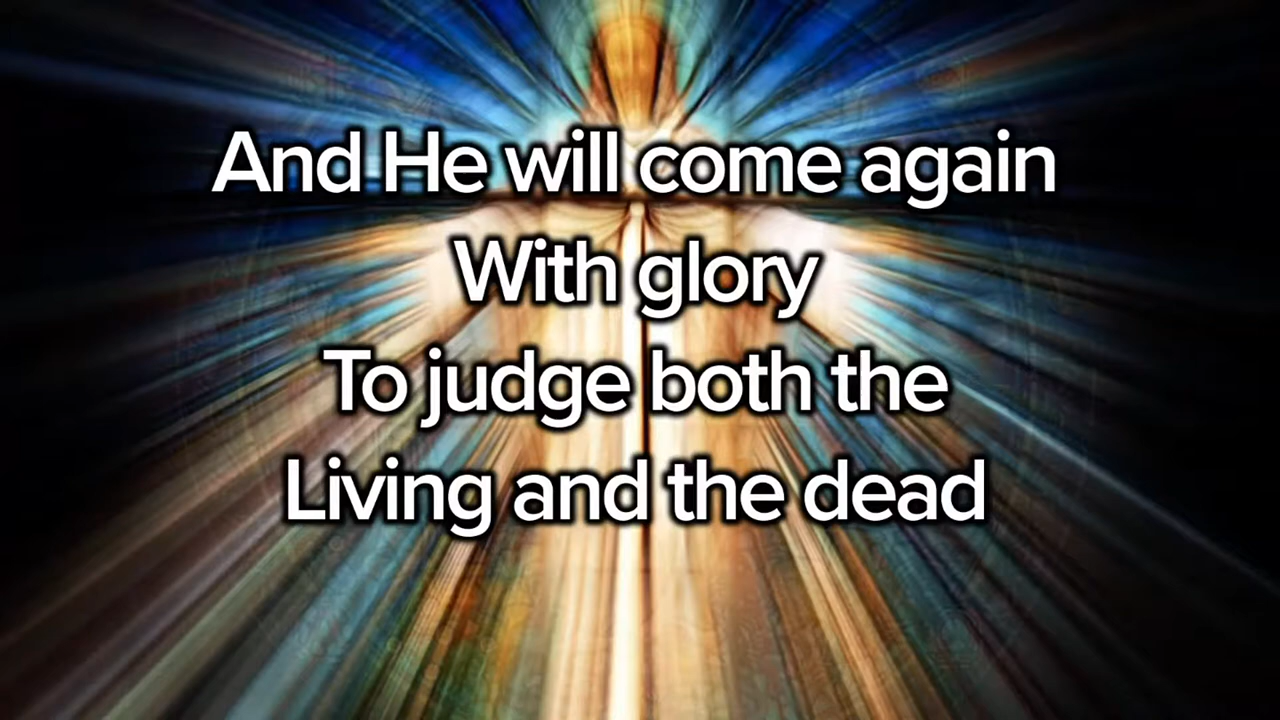 And He will come again
With glory
To judge both the
Living and the dead